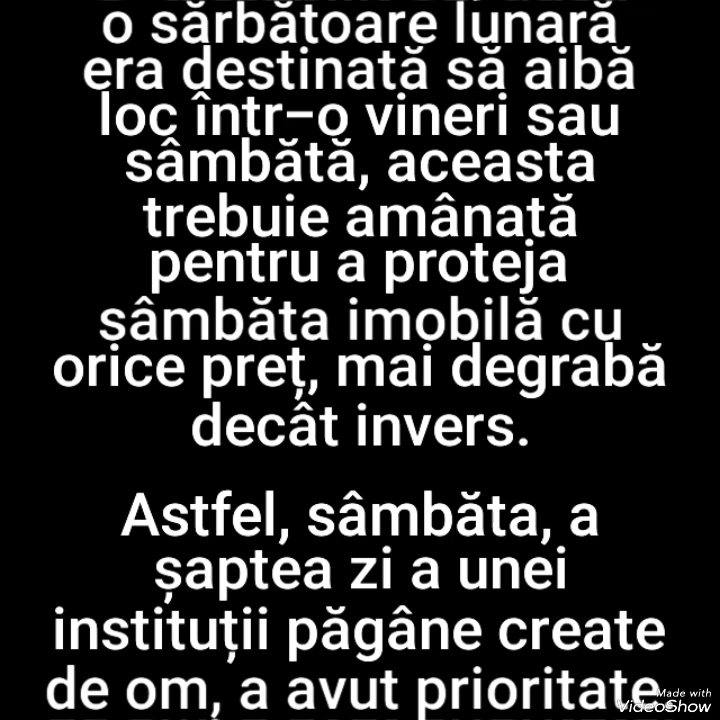 o sărbătoare lunară
era destinată să aibă
loc într-o vineri sau
sâmbătă, aceasta
trebuie amânată
pentru a proteja
sâmbăta imobilă cu
orice preț, mai degrabă
decât invers.
Astfel, sâmbăta, a
șaptea zi a unei
instituții păgâne create
de om, a avut prioritate
Made with
VideoShow